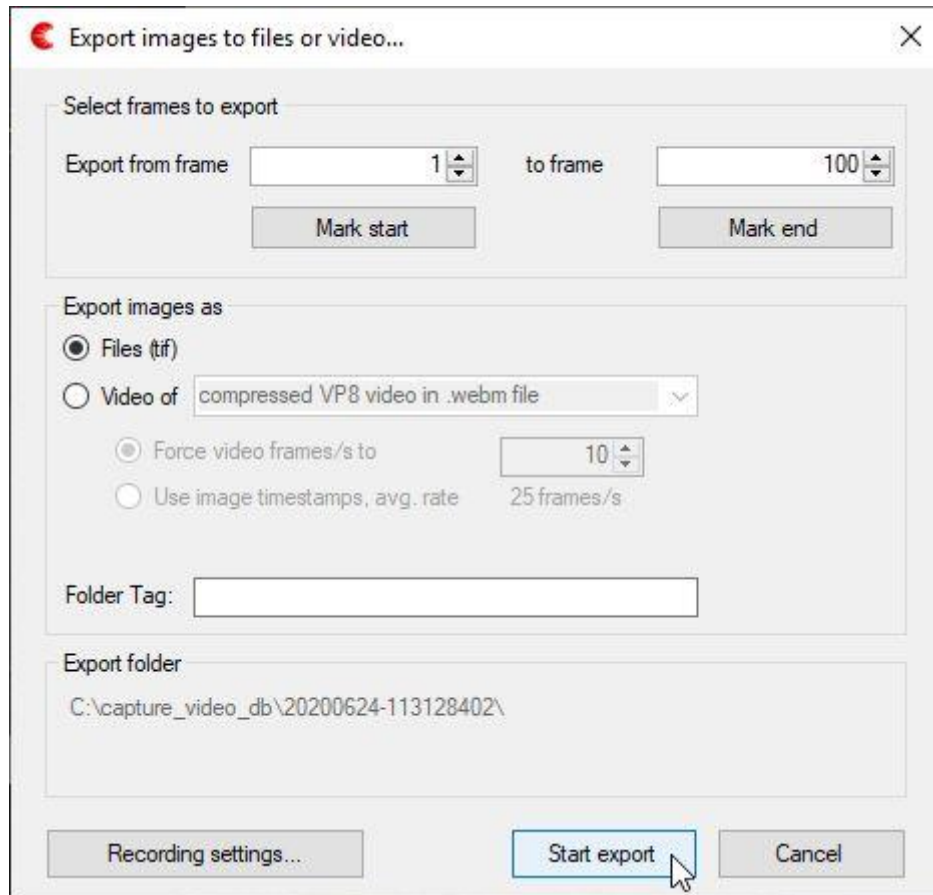 Export images to files or video...
Select frames to export
Export from frame 1 to frame 100
Mark start Mark end
Export images as
Files (tif)
Video of compressed VP8 video in .webm file
Force video frames/s to 10
Use image timestamps, avg. rate 25 frames/s
Folder Tag:
Export folder
C:\capture_video_db\20200624-113128402\
Recording settings... Start export Cancel